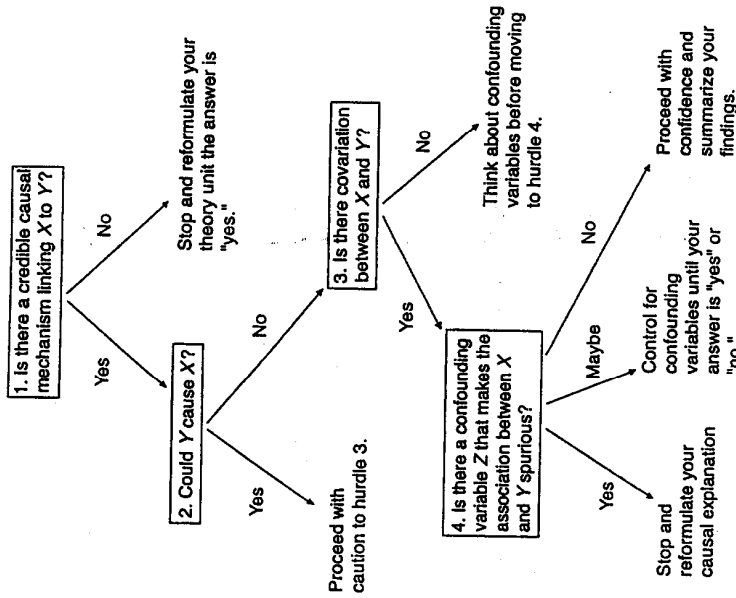 1. Is there a credible causal
mechanism linking X to Y?
Yes
No
Stop and reformulate your
theory unit the answer is
"yes."
2. Could Y cause X?
Yes
No
Proceed with
caution to hurdle 3.
3. Is there covariation
between X and Y?
Yes
No
Think about confounding
variables before moving
to hurdle 4.
4. Is there a confounding
variable Z that makes the
association between X
and Y spurious?
Yes
Maybe
No
Stop and
reformulate your
causal explanation
Control for
confounding
variables until your
answer is "yes" or
"no."
Proceed with
confidence and
summarize your
findings.